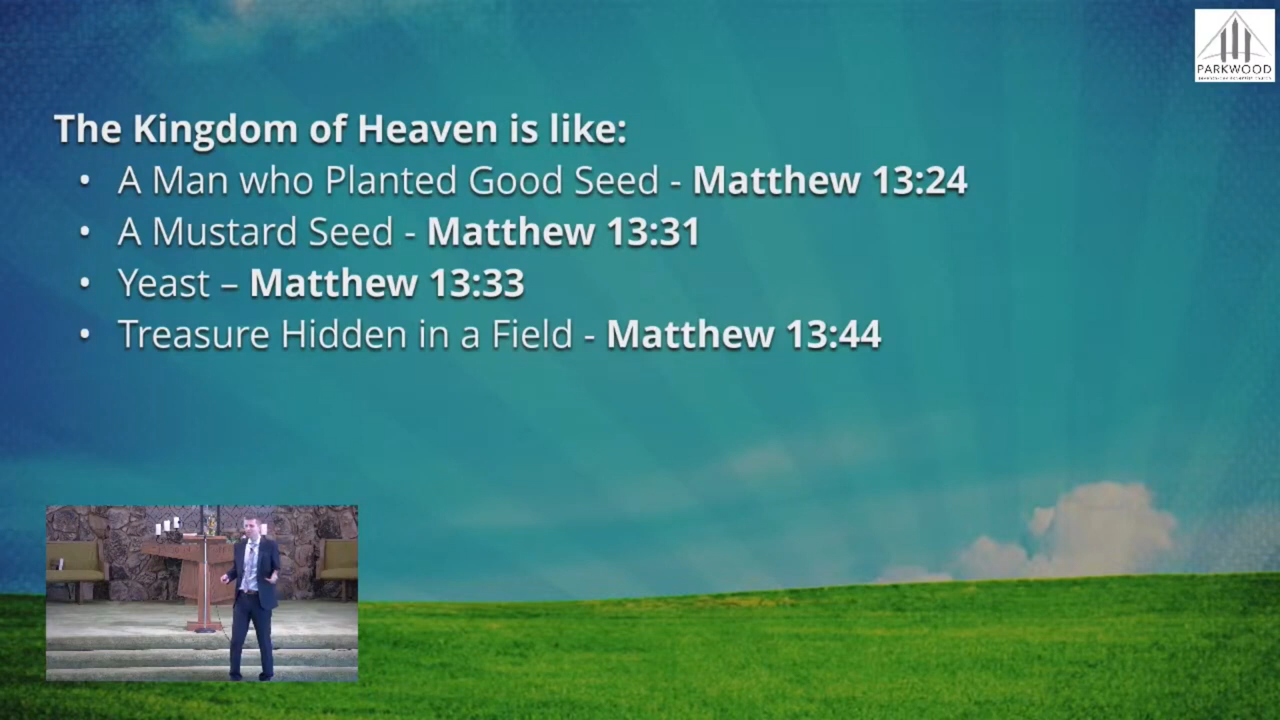 PARKWOOD
The Kingdom of Heaven is like:
• A Man who Planted Good Seed - Matthew 13:24
• A Mustard Seed - Matthew 13:31
• Yeast – Matthew 13:33
• Treasure Hidden in a Field - Matthew 13:44